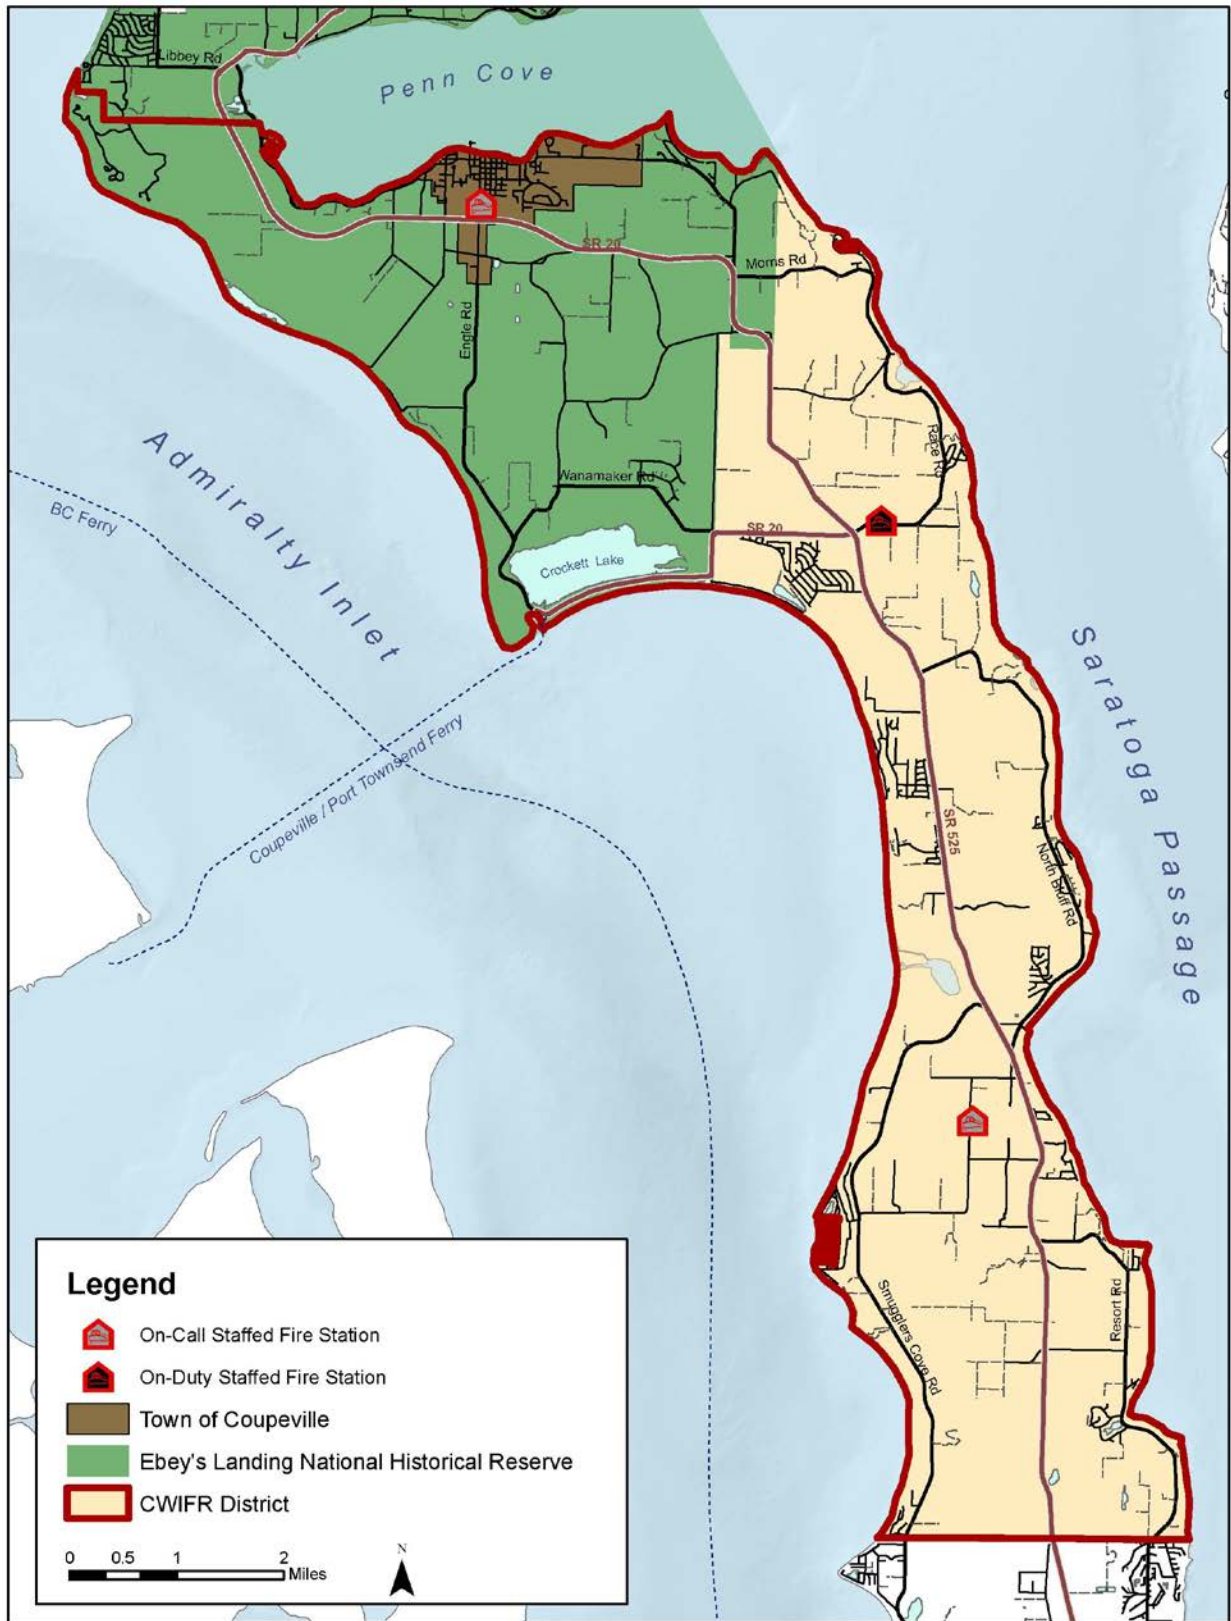 Libbey Rd
Penn Cove
SR 20
Morris Rd
Engle Rd
Race Rd
Wanamaker Rd
SR 20
Crockett Lake
Admiralty Inlet
BC Ferry
Coupeville / Port Townsend Ferry
Saratoga Passage
SR 525
North Bluff Rd
Smugglers Cove Rd
Resort Rd
Legend
On-Call Staffed Fire Station
On-Duty Staffed Fire Station
Town of Coupeville
Ebey's Landing National Historical Reserve
CWIFR District
0 0.5 1 2
Miles
N